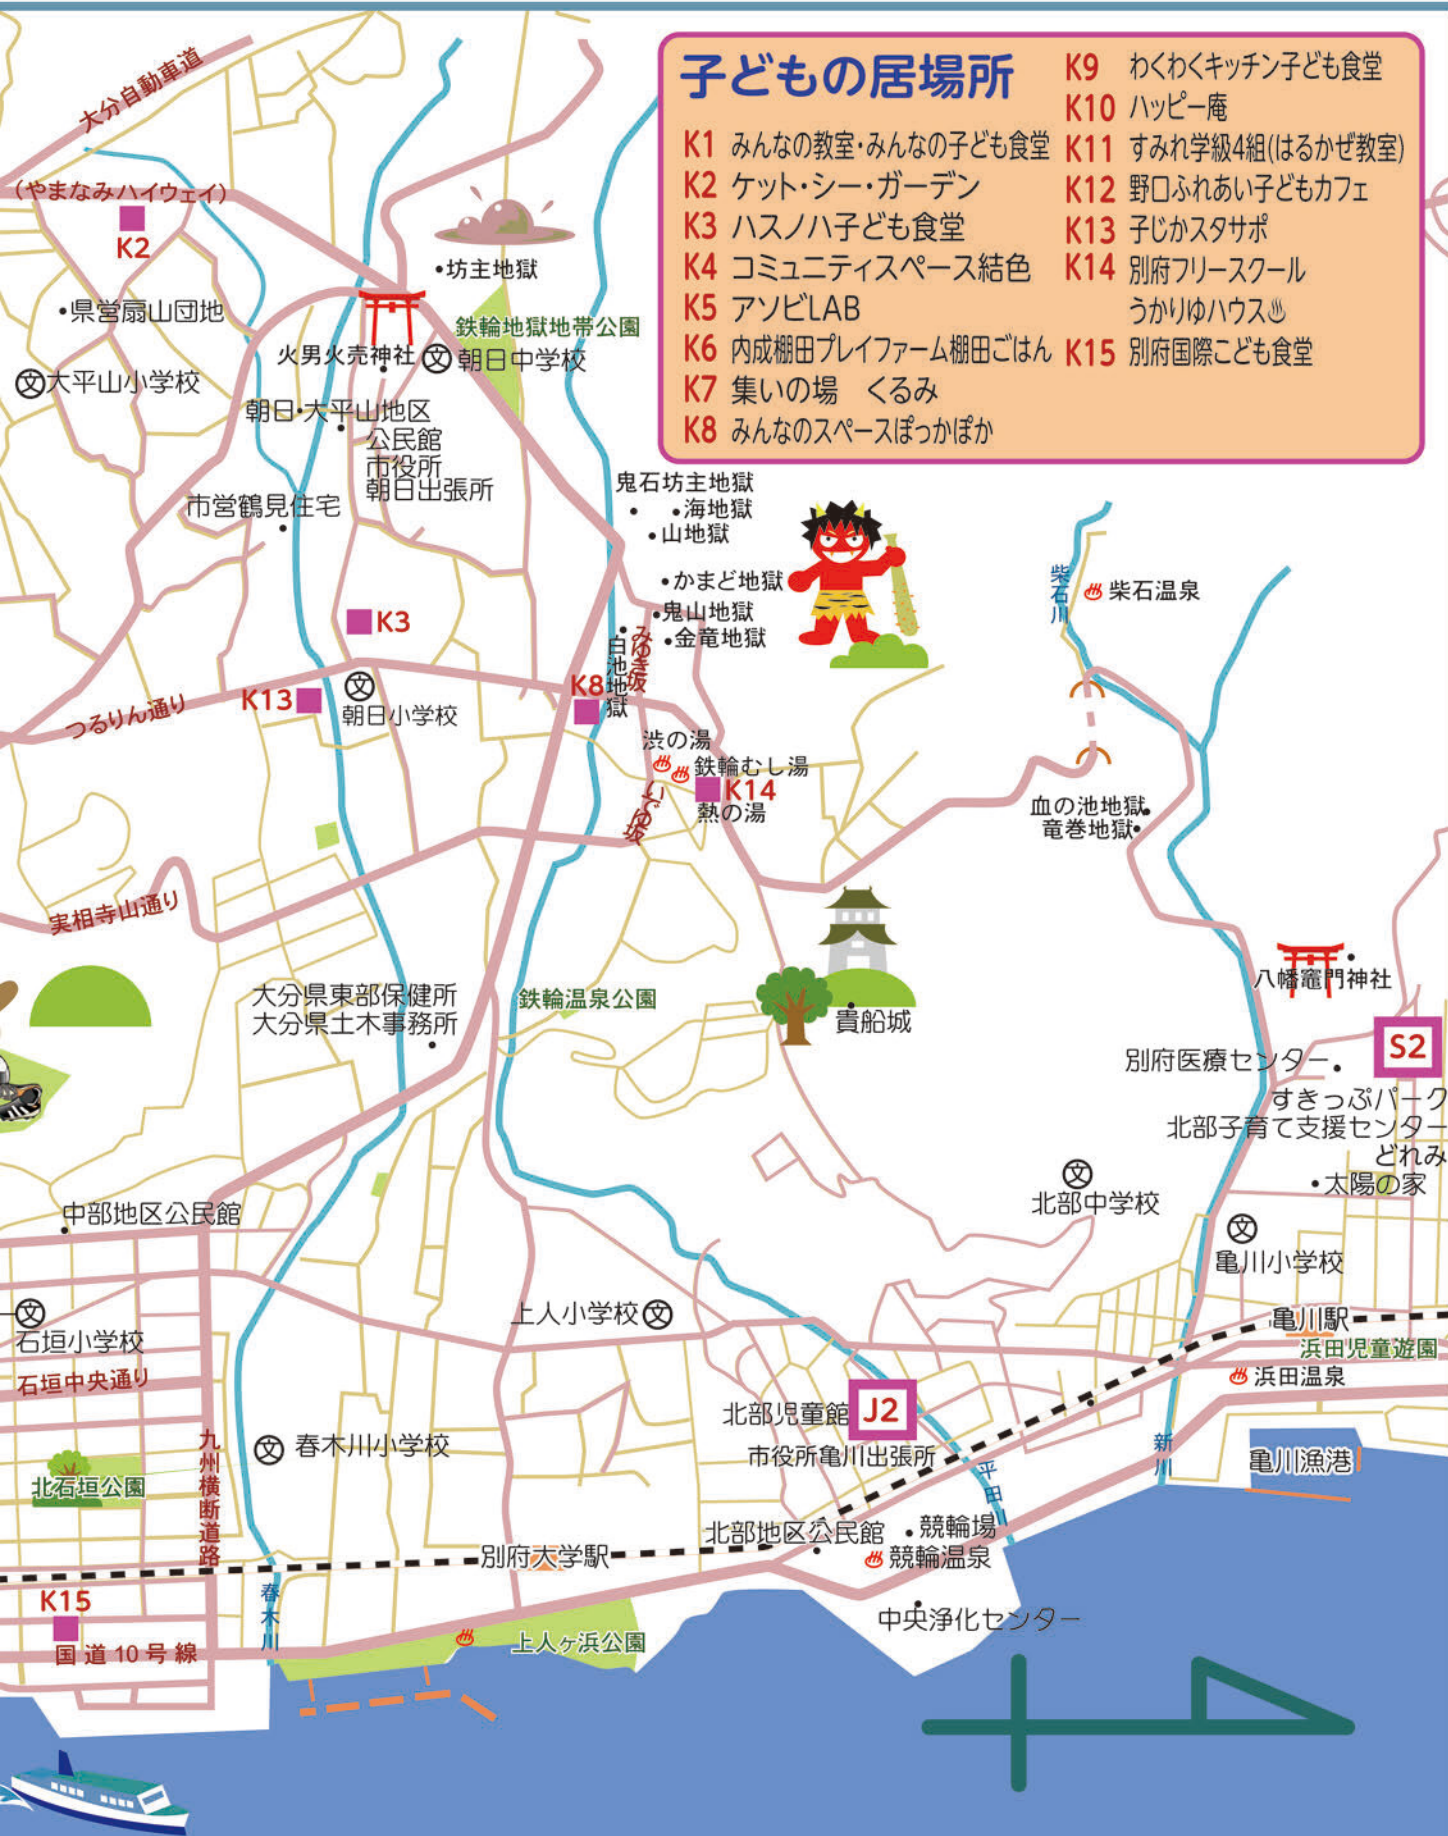 子どもの居場所
K1 みんなの教室・みんなの子ども食堂
K2 ケット・シー・ガーデン
K3 ハスノハ子ども食堂
K4 コミュニティスペース結色
K5 アソビLAB
K6 内成棚田プレイファーム棚田ごはん
K7 集いの場　くるみ
K8 みんなのスペースぽっかぽか
K9 わくわくキッチン子ども食堂
K10 ハッピー庵
K11 すみれ学級4組(はるかぜ教室)
K12 野口ふれあい子どもカフェ
K13 子じかスタサポ
K14 別府フリースクール
うかりゆハウス♨
K15 別府国際こども食堂
大分自動車道
(やまなみハイウェイ)
K2
・県営扇山団地
文大平山小学校
・坊主地獄
鉄輪地獄地帯公園
火男火売神社
文朝日中学校
朝日・大平山地区
公民館
市役所
朝日出張所
市営鶴見住宅
鬼石坊主地獄
・海地獄
・山地獄
・かまど地獄
・鬼山地獄
・金竜地獄
白池地獄
みゆき坂
柴石川
♨柴石温泉
K3
K13
文
朝日小学校
つるりん通り
K8
渋の湯
♨♨鉄輪むし湯
K14
熱の湯
いでゆ坂
血の池地獄
竜巻地獄
実相寺山通り
大分県東部保健所
大分県土木事務所
鉄輪温泉公園
貴船城
八幡竈門神社
S2
別府医療センター
すきっぷパーク
北部子育て支援センター
どれみ
・太陽の家
文
北部中学校
文
亀川小学校
中部地区公民館
文
石垣小学校
石垣中央通り
上人小学校文
亀川駅
浜田児童遊園
♨浜田温泉
北部児童館
J2
市役所亀川出張所
九州横断道路
文 春木川小学校
北石垣公園
新川
亀川漁港
平田川
北部地区公民館
・競輪場
♨競輪温泉
別府大学駅
K15
春木川
国道10号線
♨
上人ヶ浜公園
中央浄化センター